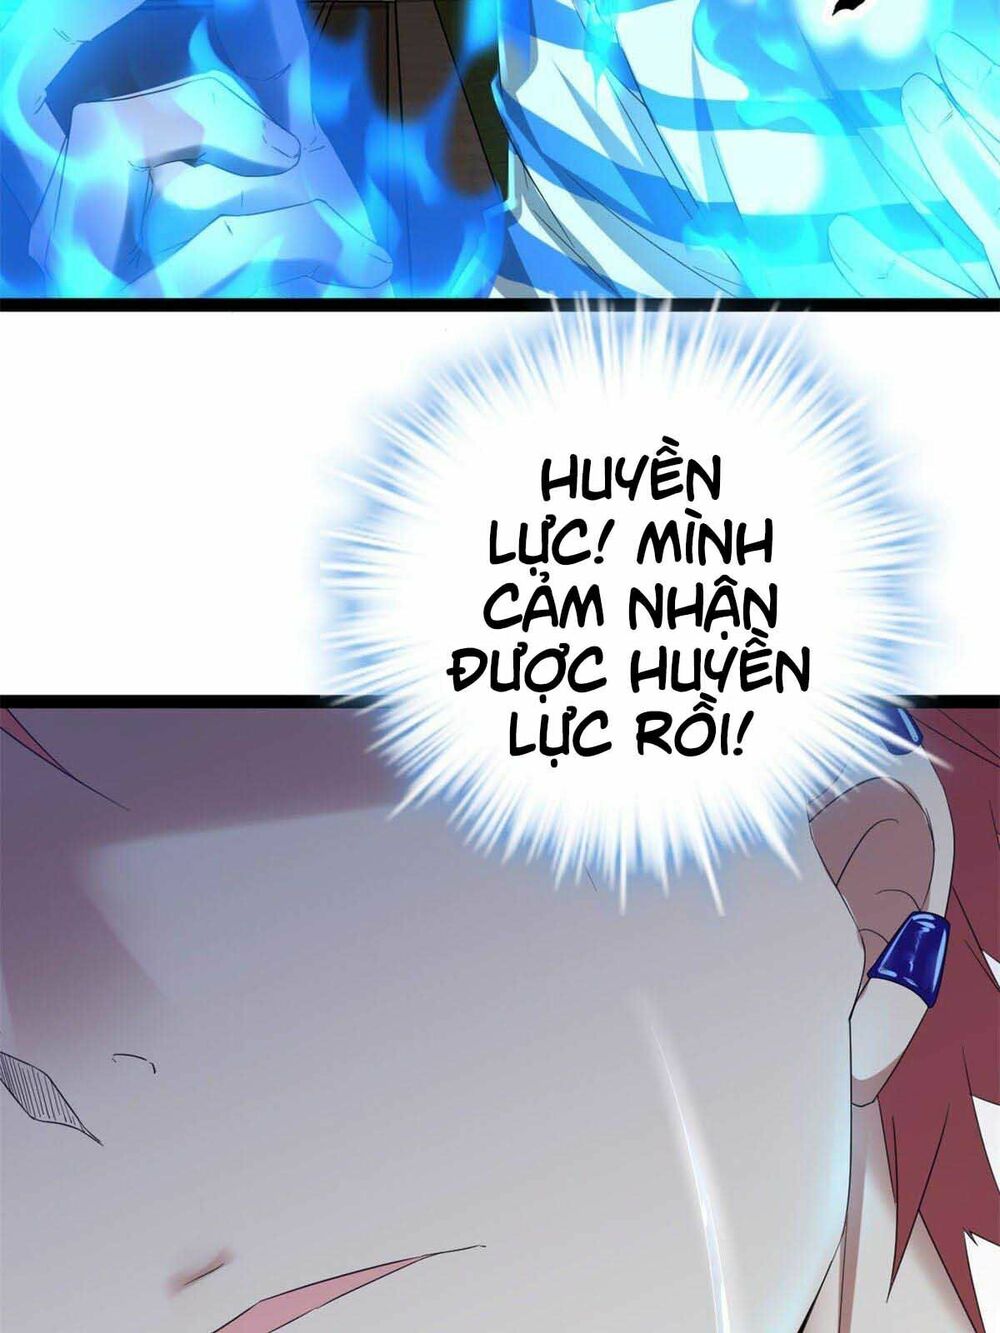 HUYỀN
LỰC! MÌNH
CẢM NHẬN
ĐƯỢC HUYỀN
LỰC RỒI!